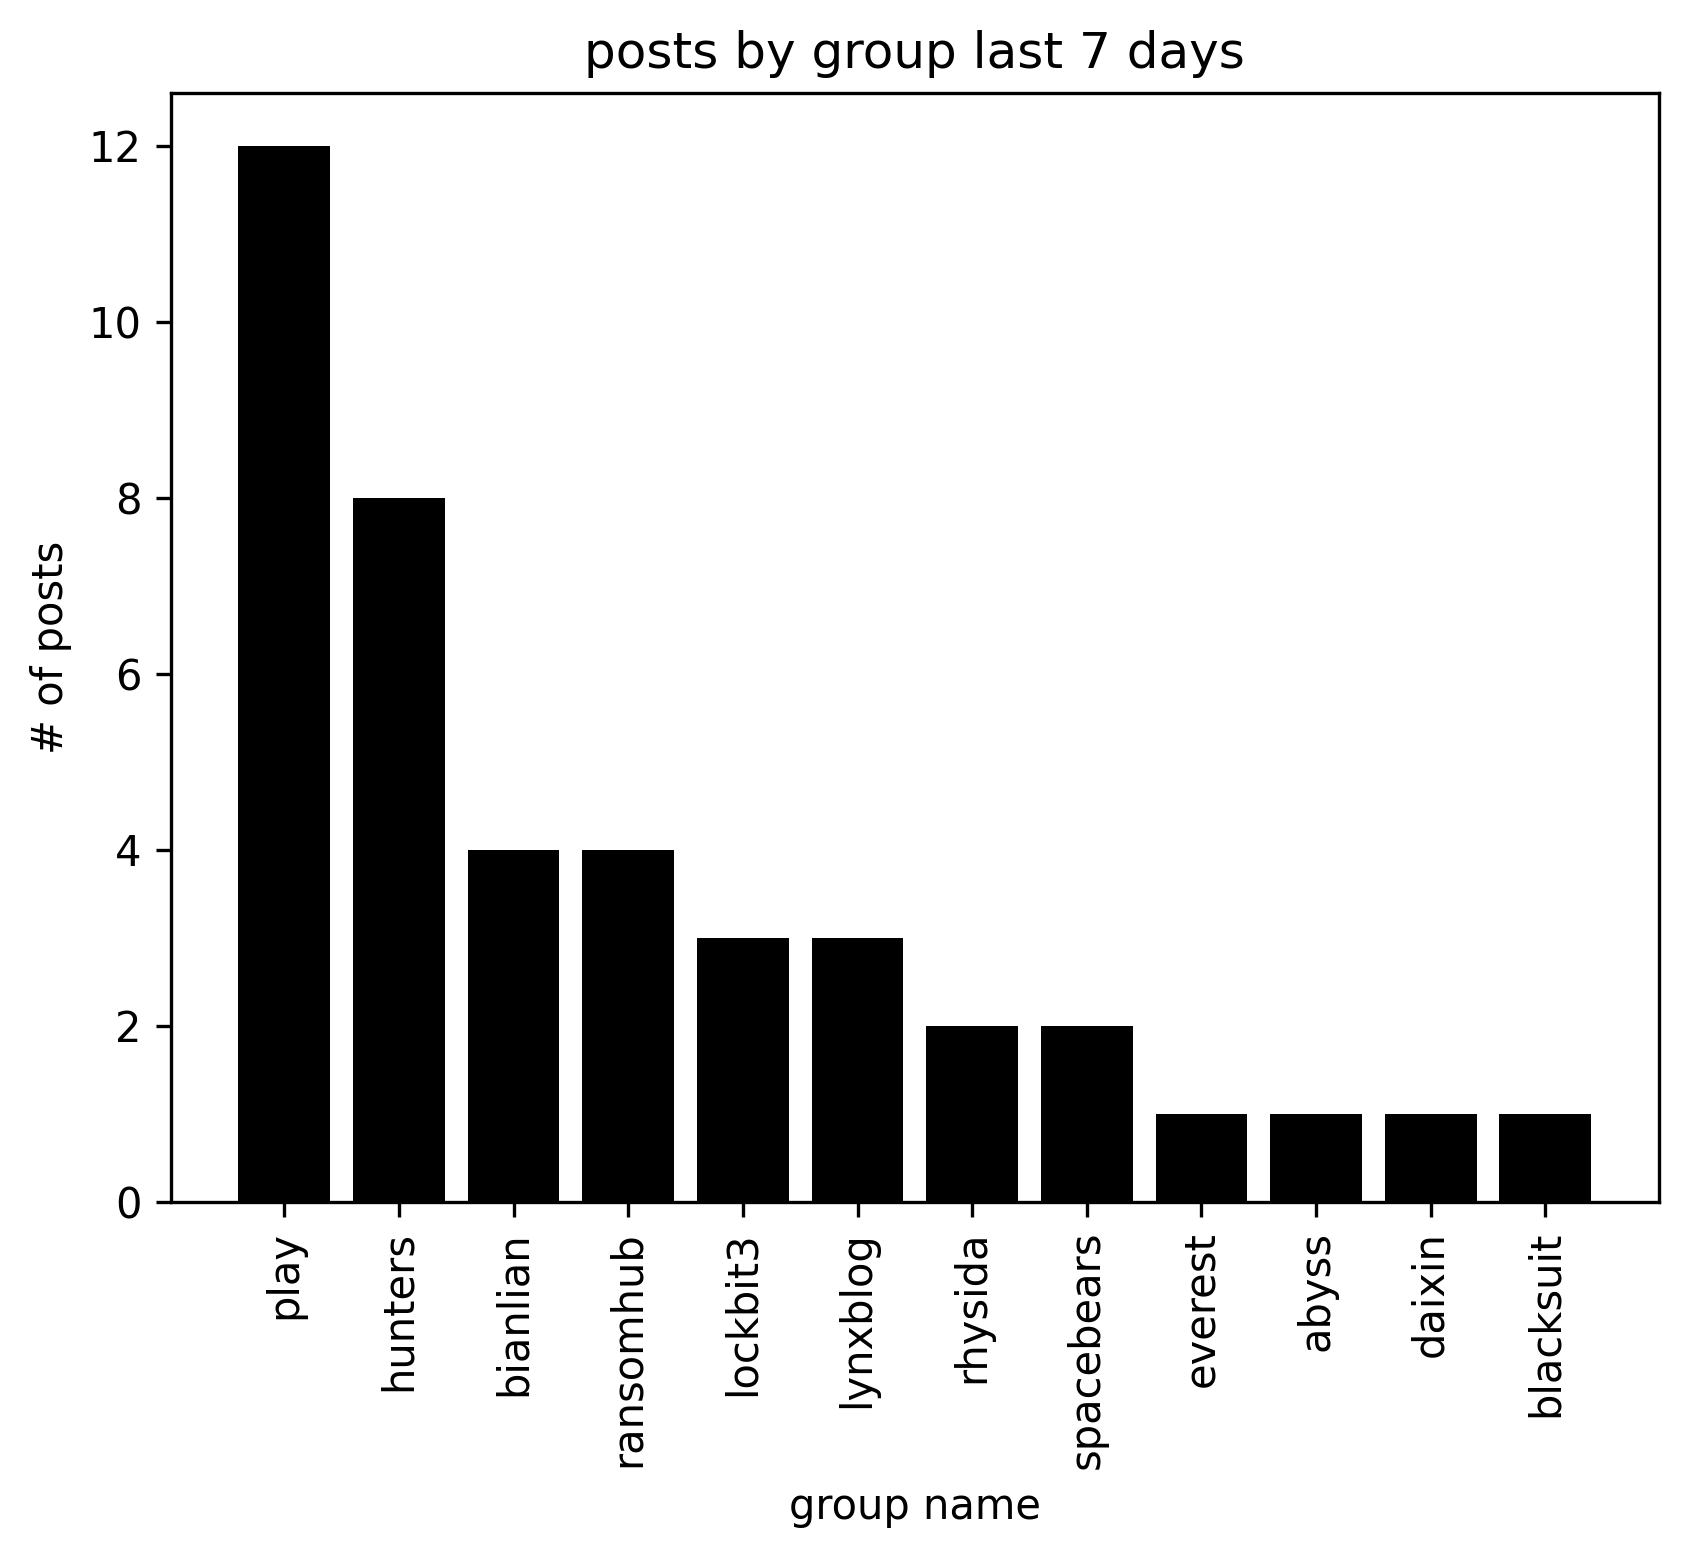 posts by group last 7 days
# of posts
12
10
8
6
4
2
0
play
hunters
bianlian
ransomhub
lockbit3
lynxblog
rhysida
spacebears
everest
abyss
daixin
blacksuit
group name